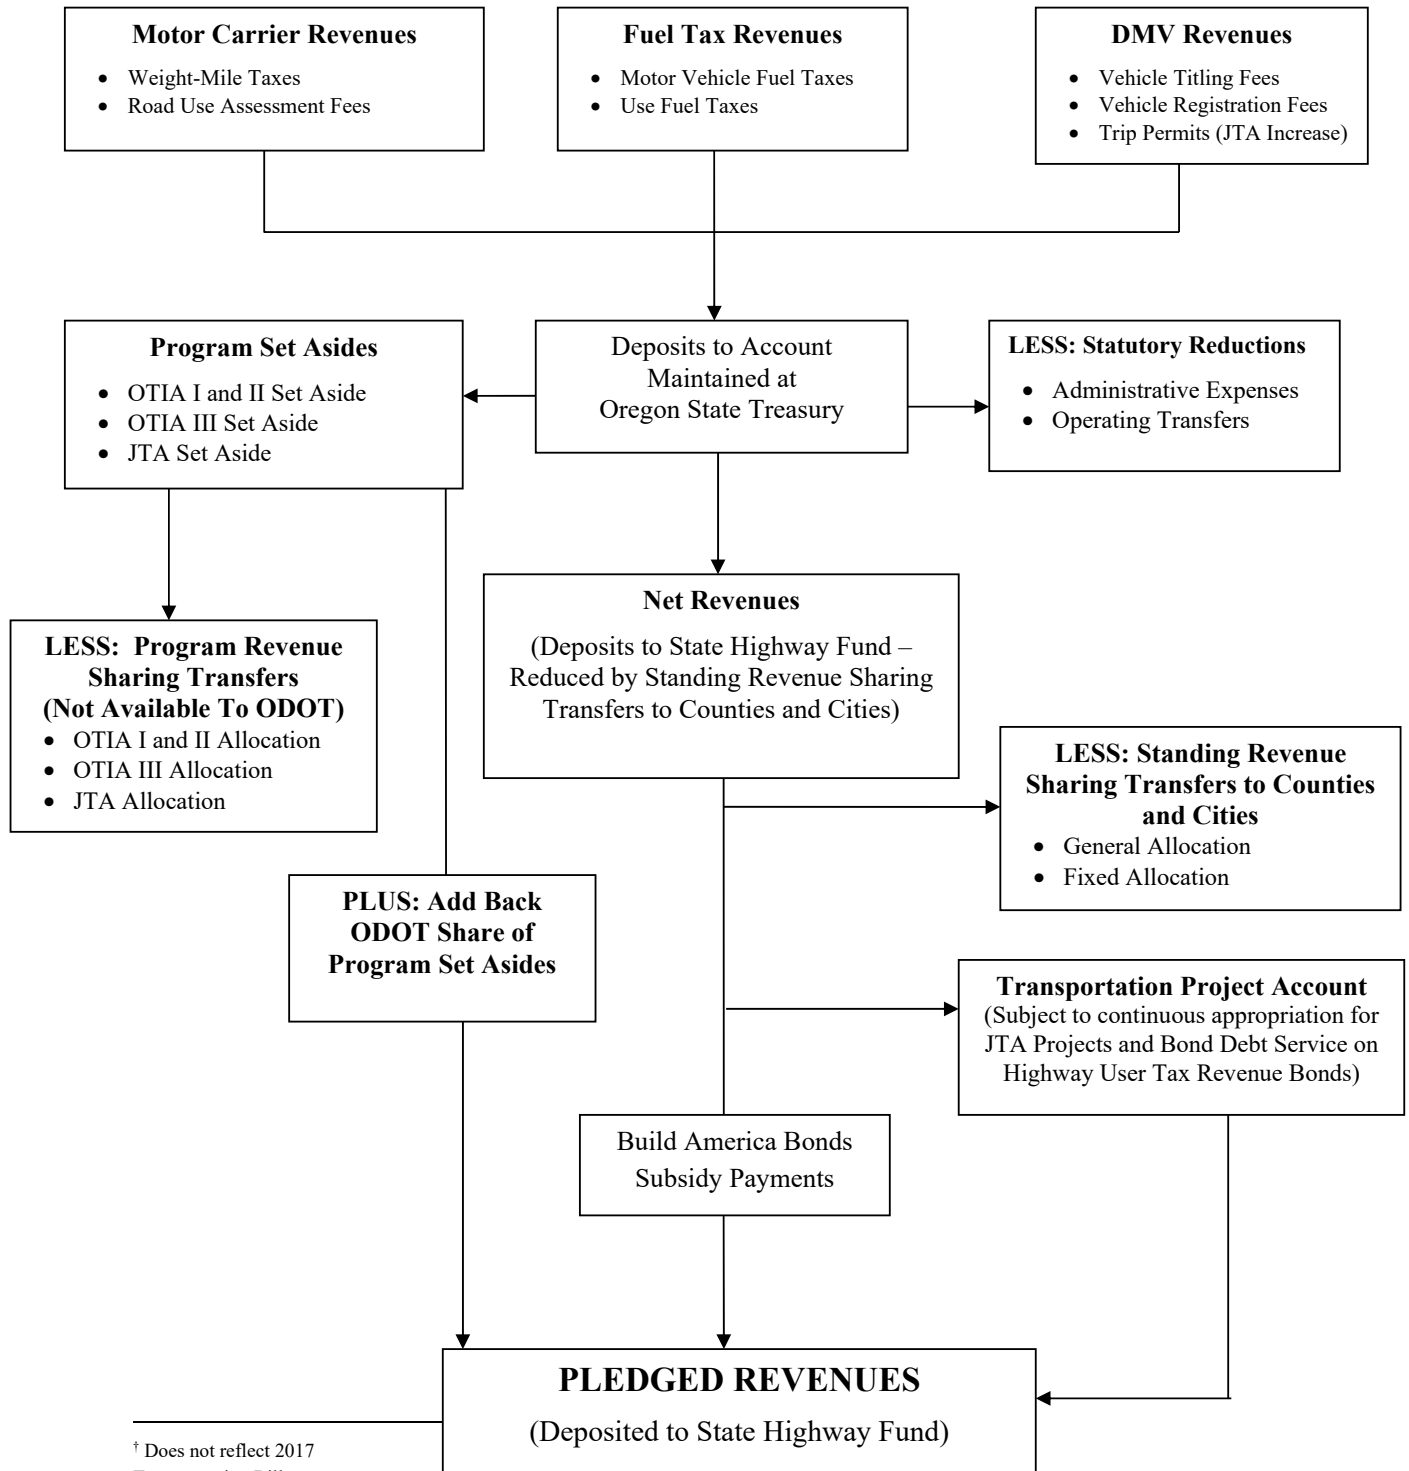 Motor Carrier Revenues
• Weight-Mile Taxes
• Road Use Assessment Fees
Fuel Tax Revenues
• Motor Vehicle Fuel Taxes
• Use Fuel Taxes
DMV Revenues
• Vehicle Titling Fees
• Vehicle Registration Fees
• Trip Permits (JTA Increase)
Program Set Asides
• OTIA I and II Set Aside
• OTIA III Set Aside
• JTA Set Aside
Deposits to Account
Maintained at
Oregon State Treasury
LESS: Statutory Reductions
• Administrative Expenses
• Operating Transfers
Net Revenues
(Deposits to State Highway Fund –
Reduced by Standing Revenue Sharing
Transfers to Counties and Cities)
LESS: Program Revenue
Sharing Transfers
(Not Available To ODOT)
• OTIA I and II Allocation
• OTIA III Allocation
• JTA Allocation
LESS: Standing Revenue
Sharing Transfers to Counties
and Cities
• General Allocation
• Fixed Allocation
PLUS: Add Back
ODOT Share of
Program Set Asides
Transportation Project Account
(Subject to continuous appropriation for
JTA Projects and Bond Debt Service on
Highway User Tax Revenue Bonds)
Build America Bonds
Subsidy Payments
PLEDGED REVENUES
(Deposited to State Highway Fund)
† Does not reflect 2017